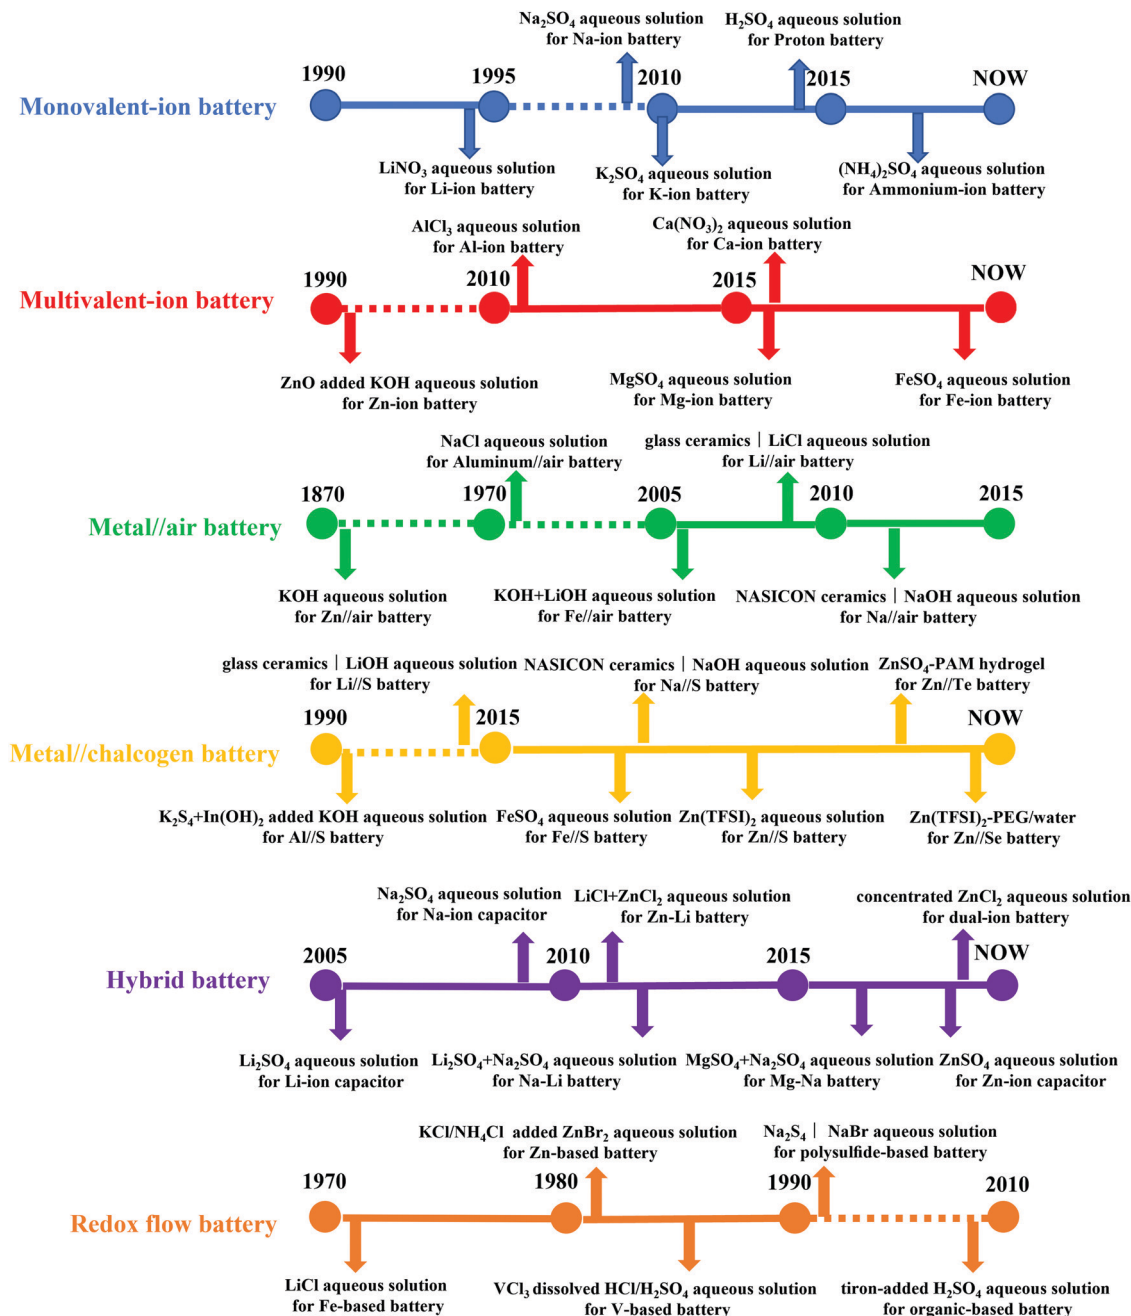 Na₂SO₄ aqueous solution
for Na-ion battery
H₂SO₄ aqueous solution
for Proton battery
1990
1995
2010
2015
NOW
Monovalent-ion battery
LiNO₃ aqueous solution
for Li-ion battery
K₂SO₄ aqueous solution
for K-ion battery
(NH₄)₂SO₄ aqueous solution
for Ammonium-ion battery
AlCl₃ aqueous solution
for Al-ion battery
Ca(NO₃)₂ aqueous solution
for Ca-ion battery
1990
2010
2015
NOW
Multivalent-ion battery
ZnO added KOH aqueous solution
for Zn-ion battery
MgSO₄ aqueous solution
for Mg-ion battery
FeSO₄ aqueous solution
for Fe-ion battery
NaCl aqueous solution
for Aluminum//air battery
glass ceramics | LiCl aqueous solution
for Li//air battery
1870
1970
2005
2010
2015
Metal//air battery
KOH aqueous solution
for Zn//air battery
KOH+LiOH aqueous solution
for Fe//air battery
NASICON ceramics | NaOH aqueous solution
for Na//air battery
glass ceramics | LiOH aqueous solution
for Li//S battery
NASICON ceramics | NaOH aqueous solution
for Na//S battery
ZnSO₄-PAM hydrogel
for Zn//Te battery
1990
2015
NOW
Metal//chalcogen battery
K₂S₄+In(OH)₂ added KOH aqueous solution
for Al//S battery
FeSO₄ aqueous solution
for Fe//S battery
Zn(TFSI)₂ aqueous solution
for Zn//S battery
Zn(TFSI)₂-PEG/water
for Zn//Se battery
Na₂SO₄ aqueous solution
for Na-ion capacitor
LiCl+ZnCl₂ aqueous solution
for Zn-Li battery
concentrated ZnCl₂ aqueous solution
for dual-ion battery
2005
2010
2015
NOW
Hybrid battery
Li₂SO₄ aqueous solution
for Li-ion capacitor
Li₂SO₄+Na₂SO₄ aqueous solution
for Na-Li battery
MgSO₄+Na₂SO₄ aqueous solution
for Mg-Na battery
ZnSO₄ aqueous solution
for Zn-ion capacitor
KCl/NH₄Cl added ZnBr₂ aqueous solution
for Zn-based battery
Na₂S₄ | NaBr aqueous solution
for polysulfide-based battery
1970
1980
1990
2010
Redox flow battery
LiCl aqueous solution
for Fe-based battery
VCl₃ dissolved HCl/H₂SO₄ aqueous solution
for V-based battery
tiron-added H₂SO₄ aqueous solution
for organic-based battery